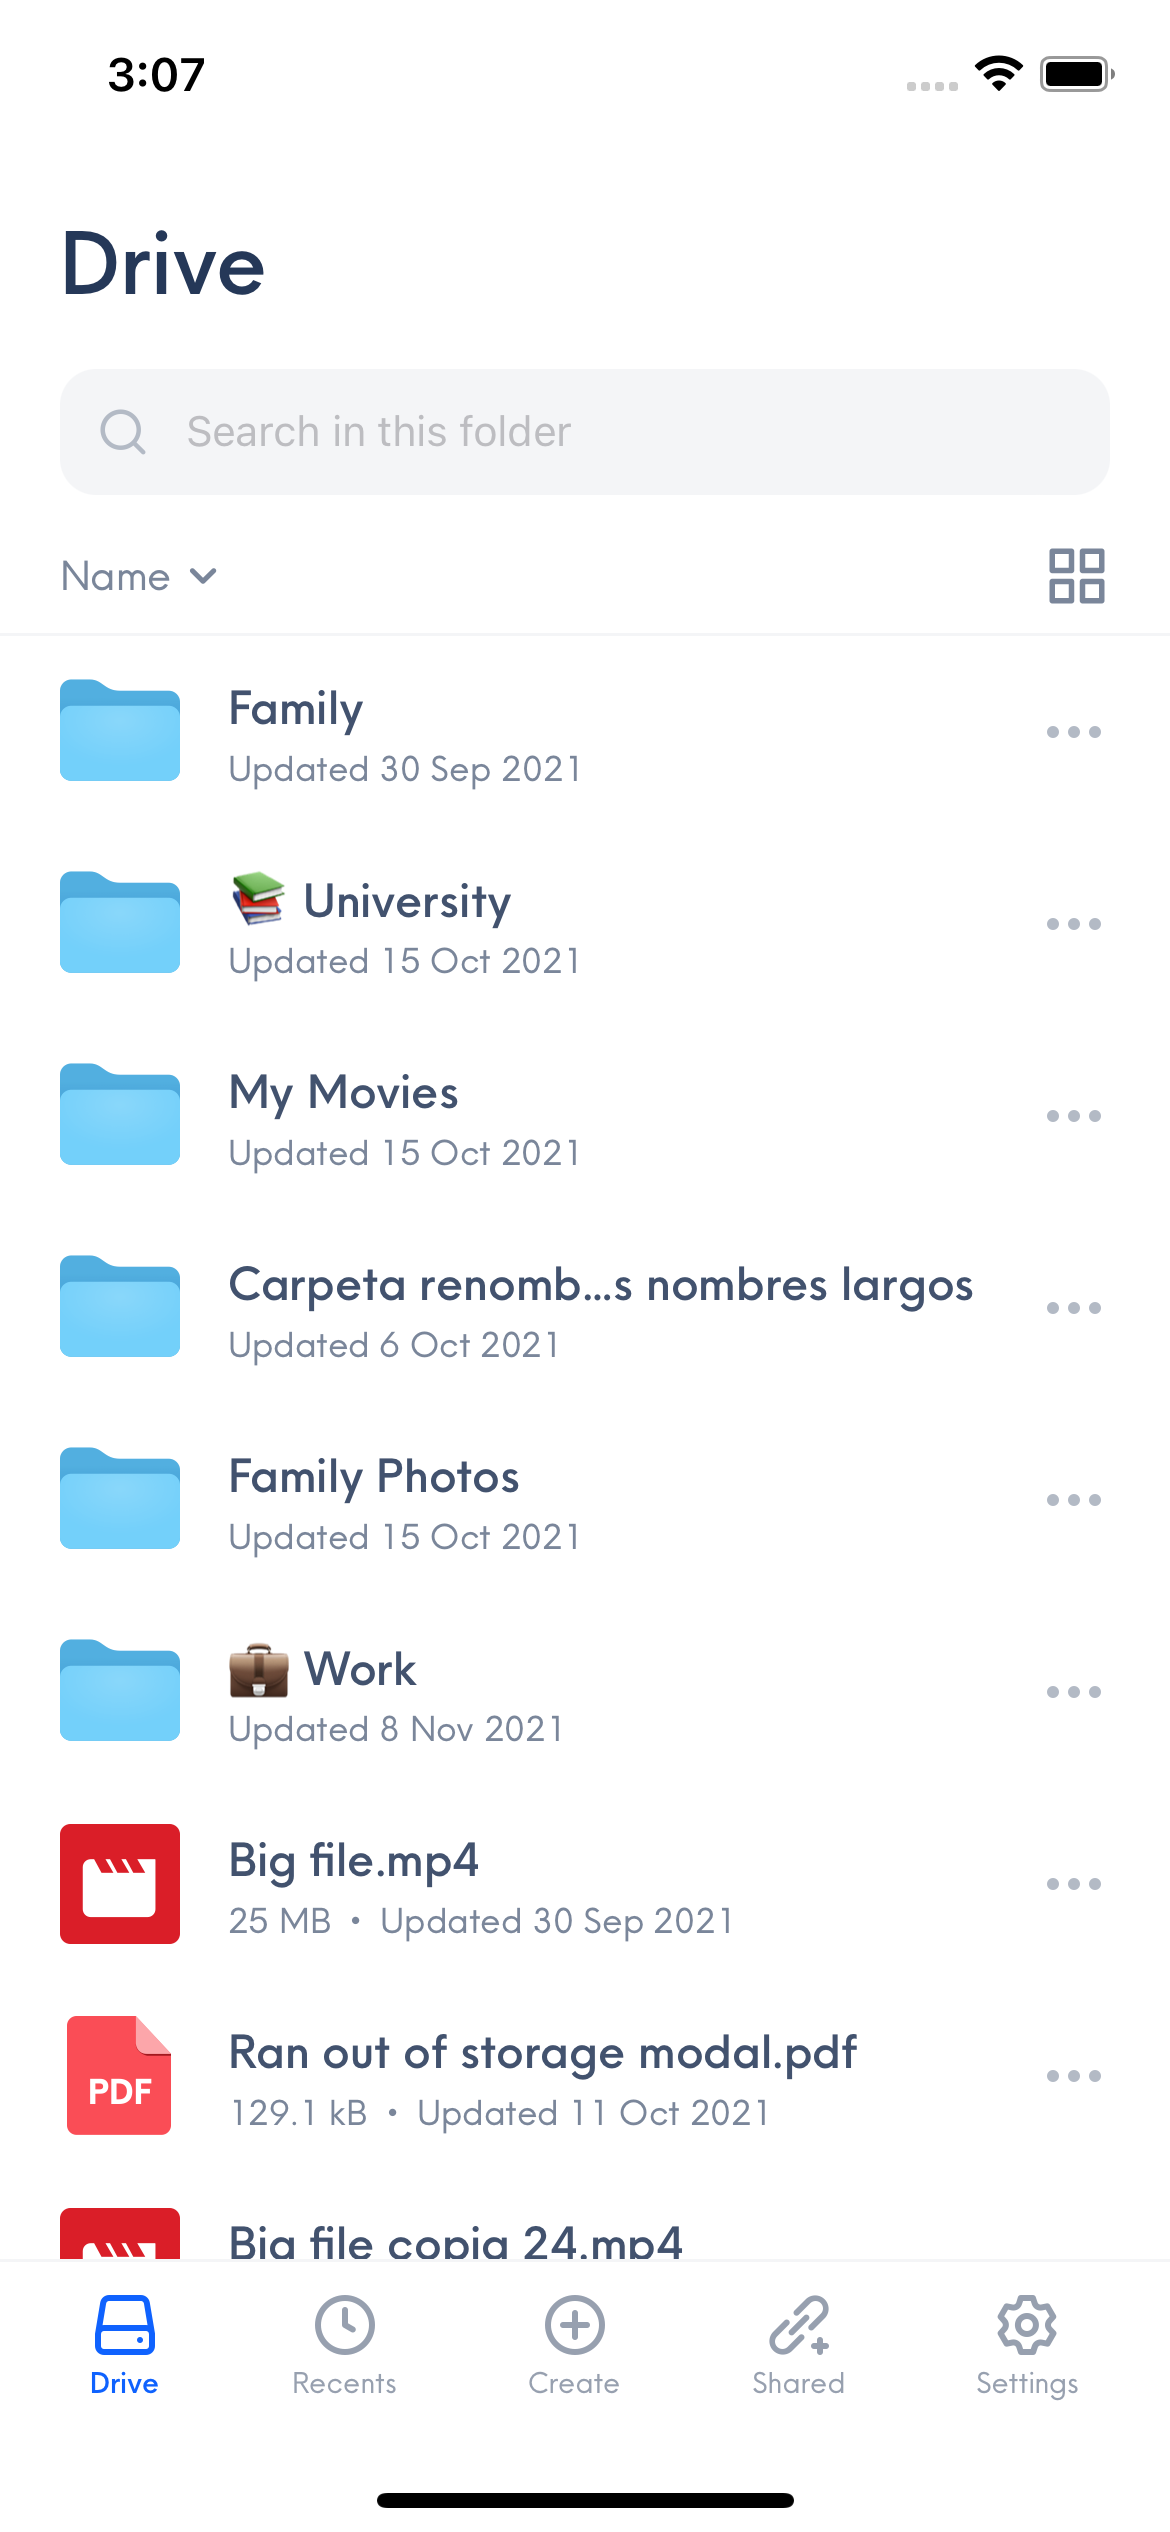 3:07
Drive
Search in this folder
Name
Family
Updated 30 Sep 2021
📚 University
Updated 15 Oct 2021
My Movies
Updated 15 Oct 2021
Carpeta renomb...s nombres largos
Updated 6 Oct 2021
Family Photos
Updated 15 Oct 2021
💼 Work
Updated 8 Nov 2021
Big file.mp4
25 MB • Updated 30 Sep 2021
PDF
Ran out of storage modal.pdf
129.1 kB • Updated 11 Oct 2021
Big file copia 24.mp4
Drive
Recents
Create
Shared
Settings